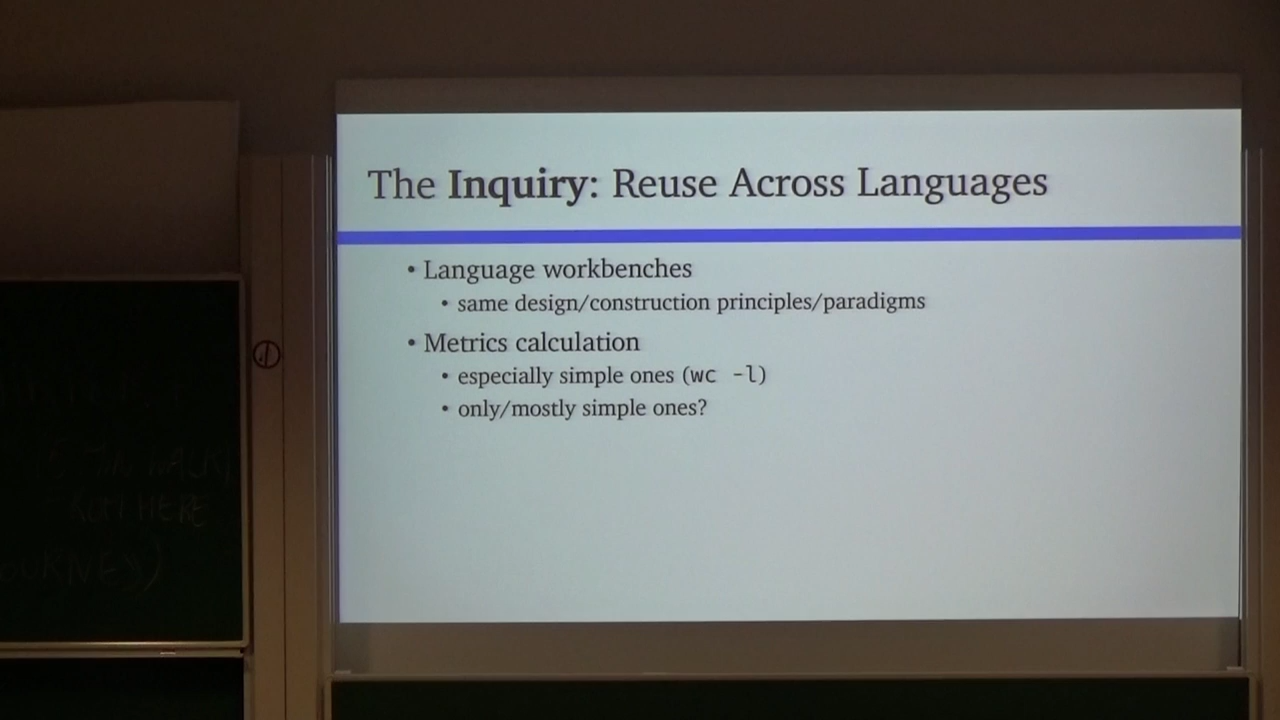 The Inquiry: Reuse Across Languages
• Language workbenches
• same design/construction principles/paradigms
• Metrics calculation
• especially simple ones (wc -l)
• only/mostly simple ones?
HERE